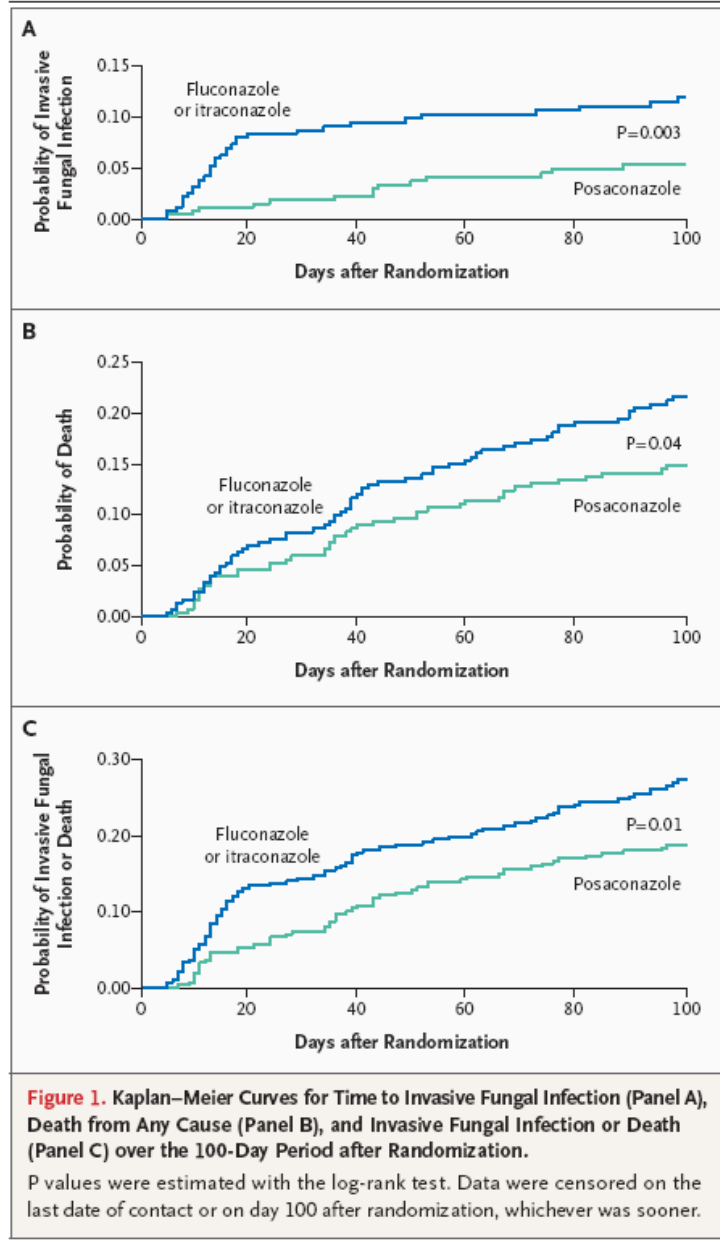 A
Probability of Invasive
Fungal Infection
0.15
0.10
0.05
0.00
Fluconazole
or itraconazole
P=0.003
Posaconazole
0 20 40 60 80 100
Days after Randomization
B
Probability of Death
0.25
0.20
0.15
0.10
0.05
0.00
Fluconazole
or itraconazole
P=0.04
Posaconazole
0 20 40 60 80 100
Days after Randomization
C
Probability of Invasive Fungal
Infection or Death
0.30
0.20
0.10
0.00
Fluconazole
or itraconazole
P=0.01
Posaconazole
0 20 40 60 80 100
Days after Randomization
Figure 1. Kaplan–Meier Curves for Time to Invasive Fungal Infection (Panel A),
Death from Any Cause (Panel B), and Invasive Fungal Infection or Death
(Panel C) over the 100-Day Period after Randomization.
P values were estimated with the log-rank test. Data were censored on the
last date of contact or on day 100 after randomization, whichever was sooner.